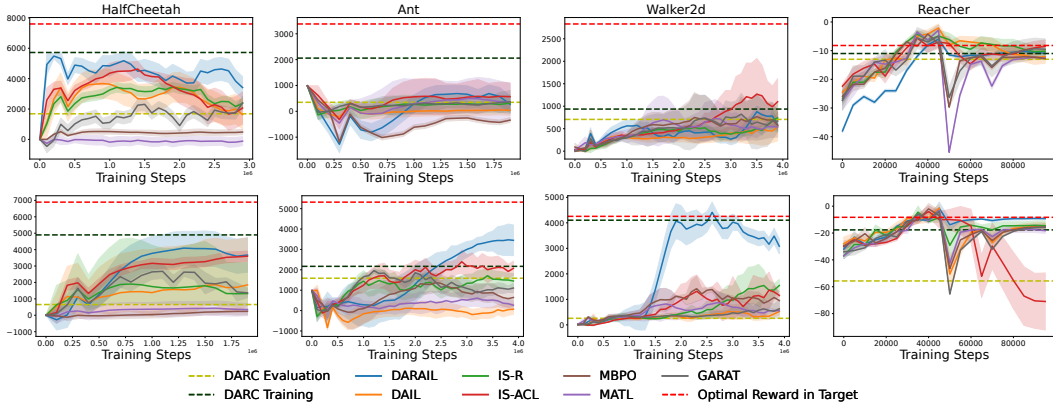 HalfCheetah Ant Walker2d Reacher
8000 6000 4000 2000 0
0.0 0.5 1.0 1.5 2.0 2.5 3.0
1e6
Training Steps
3000 2000 1000 0 −1000
0.00 0.25 0.50 0.75 1.00 1.25 1.50 1.75
1e6
Training Steps
2500 2000 1500 1000 500 0
0.0 0.5 1.0 1.5 2.0 2.5 3.0 3.5 4.0
1e6
Training Steps
0 −10 −20 −30 −40
0 20000 40000 60000 80000
Training Steps
7000 6000 5000 4000 3000 2000 1000 0 −1000
0.00 0.25 0.50 0.75 1.00 1.25 1.50 1.75
1e6
Training Steps
5000 4000 3000 2000 1000 0 −1000
0.0 0.5 1.0 1.5 2.0 2.5 3.0 3.5 4.0
1e6
Training Steps
5000 4000 3000 2000 1000 0
0.0 0.5 1.0 1.5 2.0 2.5 3.0 3.5 4.0
1e6
Training Steps
0 −20 −40 −60 −80
0 20000 40000 60000 80000
Training Steps
DARC Evaluation DARAIL IS-R MBPO GARAT
DARC Training DAIL IS-ACL MATL Optimal Reward in Target